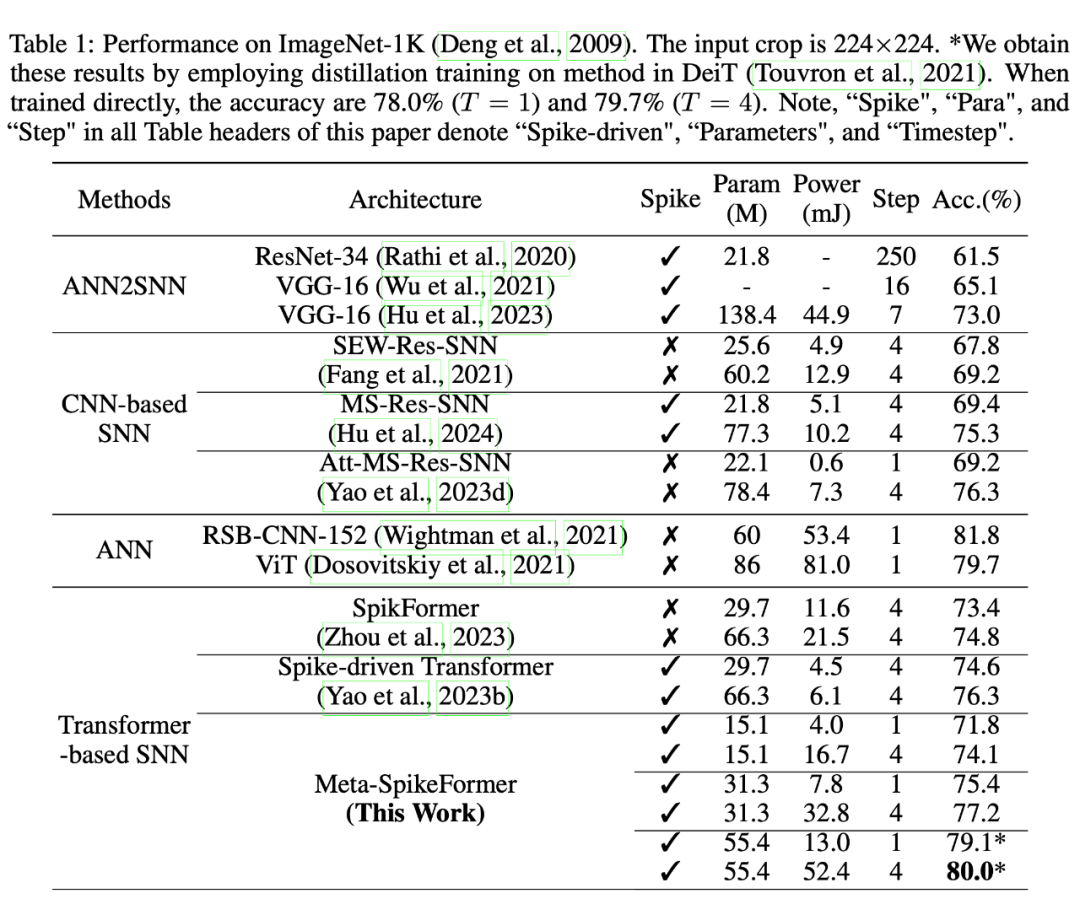 Table 1: Performance on ImageNet-1K (Deng et al., 2009). The input crop is 224×224. *We obtain
these results by employing distillation training on method in DeiT (Touvron et al., 2021). When
trained directly, the accuracy are 78.0% (T = 1) and 79.7% (T = 4). Note, “Spike", “Para", and
“Step" in all Table headers of this paper denote “Spike-driven", “Parameters", and “Timestep".
Methods Architecture Spike Param (M) Power (mJ) Step Acc.(%)
ResNet-34 (Rathi et al., 2020) ✓ 21.8 - 250 61.5
ANN2SNN VGG-16 (Wu et al., 2021) ✓ - - 16 65.1
VGG-16 (Hu et al., 2023) ✓ 138.4 44.9 7 73.0
SEW-Res-SNN ✗ 25.6 4.9 4 67.8
(Fang et al., 2021) ✗ 60.2 12.9 4 69.2
CNN-based MS-Res-SNN ✓ 21.8 5.1 4 69.4
SNN (Hu et al., 2024) ✓ 77.3 10.2 4 75.3
Att-MS-Res-SNN ✗ 22.1 0.6 1 69.2
(Yao et al., 2023d) ✗ 78.4 7.3 4 76.3
ANN RSB-CNN-152 (Wightman et al., 2021) ✗ 60 53.4 1 81.8
ViT (Dosovitskiy et al., 2021) ✗ 86 81.0 1 79.7
SpikFormer ✗ 29.7 11.6 4 73.4
(Zhou et al., 2023) ✗ 66.3 21.5 4 74.8
Spike-driven Transformer ✓ 29.7 4.5 4 74.6
(Yao et al., 2023b) ✓ 66.3 6.1 4 76.3
Transformer ✓ 15.1 4.0 1 71.8
-based SNN ✓ 15.1 16.7 4 74.1
Meta-SpikeFormer ✓ 31.3 7.8 1 75.4
(This Work) ✓ 31.3 32.8 4 77.2
✓ 55.4 13.0 1 79.1*
✓ 55.4 52.4 4 80.0*